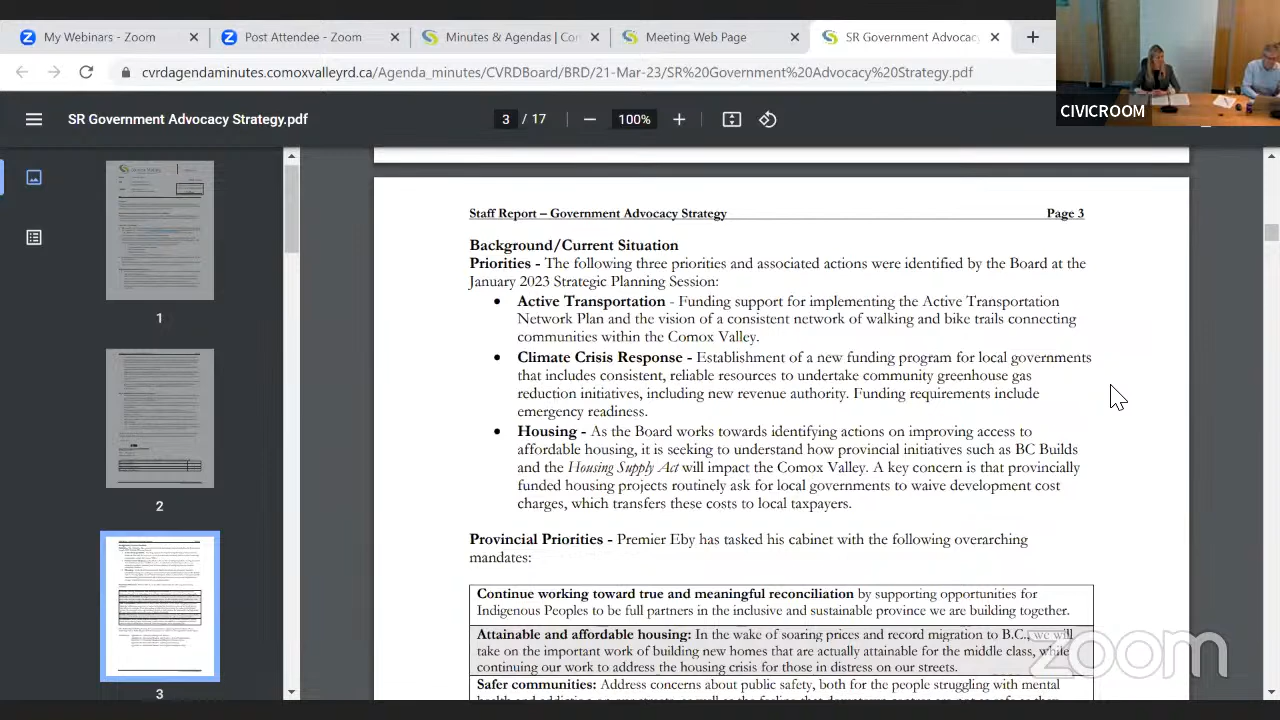 My Webinars - Zoom
Post Attendee - Zoom
Minutes & Agendas | Con
Meeting Web Page
SR Government Advocacy
cvrdagendaminutes.comoxvalleyrd.ca/Agenda_minutes/CVRDBoard/BRD/21-Mar-23/SR%20Government%20Advocacy%20Strategy.pdf
CIVICROOM
SR Government Advocacy Strategy.pdf
3 / 17
100%
1
2
3
Staff Report – Government Advocacy Strategy Page 3
Background/Current Situation
Priorities - The following three priorities and associated actions were identified by the Board at the
January 2023 Strategic Planning Session:
• Active Transportation - Funding support for implementing the Active Transportation
Network Plan and the vision of a consistent network of walking and bike trails connecting
communities within the Comox Valley.
• Climate Crisis Response - Establishment of a new funding program for local governments
that includes consistent, reliable resources to undertake community greenhouse gas
reduction initiatives, including new revenue authority. Funding requirements include
emergency readiness.
• Housing - As the Board works towards identifying actions on improving access to
affordable housing, it is seeking to understand how provincial initiatives such as BC Builds
and the Housing Supply Act will impact the Comox Valley. A key concern is that provincially
funded housing projects routinely ask for local governments to waive development cost
charges, which transfers these costs to local taxpayers.
Provincial Priorities - Premier Eby has tasked his cabinet with the following overarching
mandates:
Continue working toward true and meaningful reconciliation by supporting opportunities for
Indigenous Peoples to be full partners in the inclusive and sustainable province we are building together.
Attainable and affordable housing: In the wake of soaring prices and record migration to B.C., we will
take on the important work of building new homes that are actually attainable for the middle class, while
continuing our work to address the housing crisis for those in distress on our streets.
Safer communities: Address concerns about public safety, both for the people struggling with mental
zoom